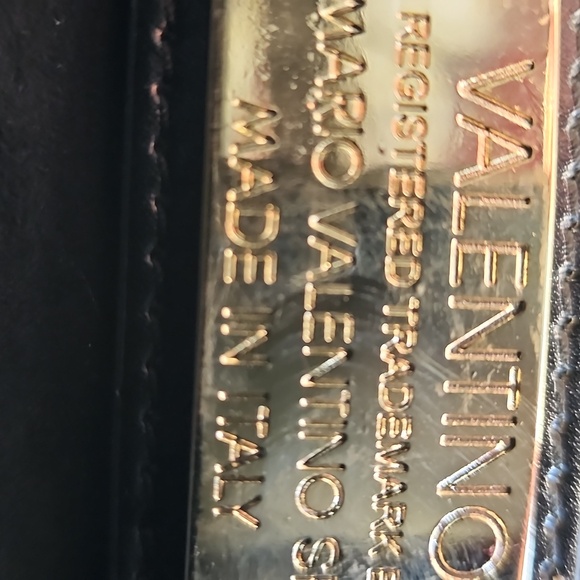 VALENTINO
REGISTERED TRADEMARK
MARIO VALENTINO
MADE IN ITALY